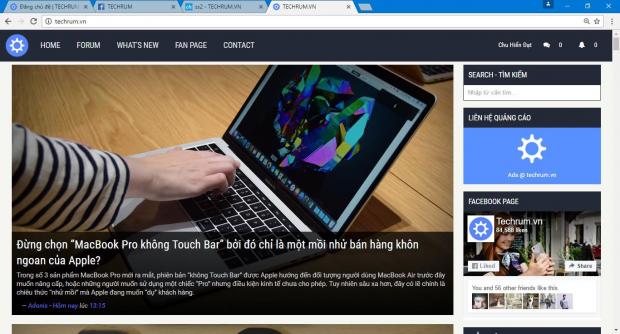 Đăng chủ đề | TECHRUM.V
TECHRUM
ss2 – TECHRUM.VN
TECHRUM.VN
techrum.vn
HOME FORUM WHAT'S NEW FAN PAGE CONTACT
Chu Hiển Đạt 0 0
Đừng chọn “MacBook Pro không Touch Bar” bởi đó chỉ là một mồi nhử bán hàng khôn
ngoan của Apple?
Trong số 3 sản phẩm MacBook Pro mới ra mắt, phiên bản “không Touch Bar” được Apple hướng đến đối tượng người dùng MacBook Air trước đây
muốn nâng cấp, hoặc những người muốn sử dụng một chiếc “Pro” nhưng điều kiện kinh tế chưa cho phép. Tuy nhiên sâu xa hơn, đây có lẽ chính là
chiêu thức “nhử mồi” mà Apple đang muốn “dụ” khách hàng.
— Adonis - Hôm nay lúc 13:15
SEARCH - TÌM KIẾM
Nhập từ cần tìm...
LIÊN HỆ QUẢNG CÁO
Ads @ techrum.vn
FACEBOOK PAGE
Techrum.vn
84,588 likes
Liked Share
You and 56 other friends like this